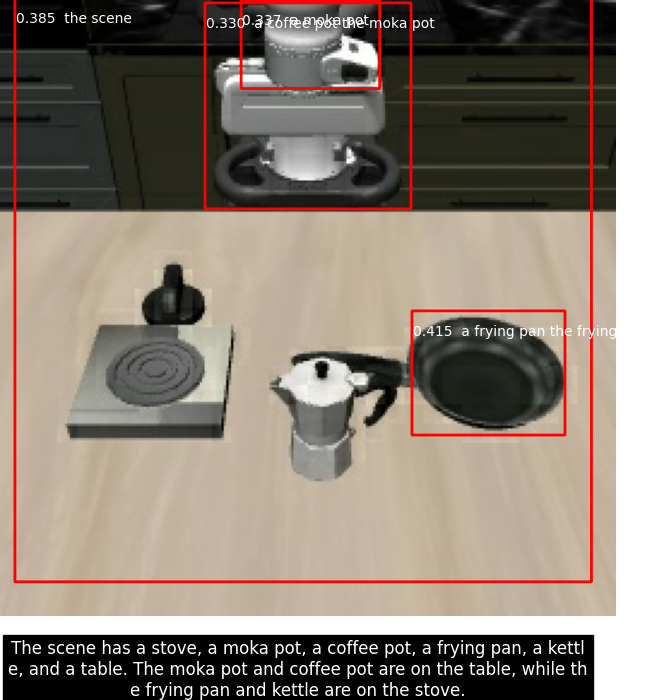 0.385  the scene
0.337  a moka pot
0.330  a coffee pot the moka pot
0.415  a frying pan the frying
The scene has a stove, a moka pot, a coffee pot, a frying pan, a kettl
e, and a table. The moka pot and coffee pot are on the table, while th
e frying pan and kettle are on the stove.